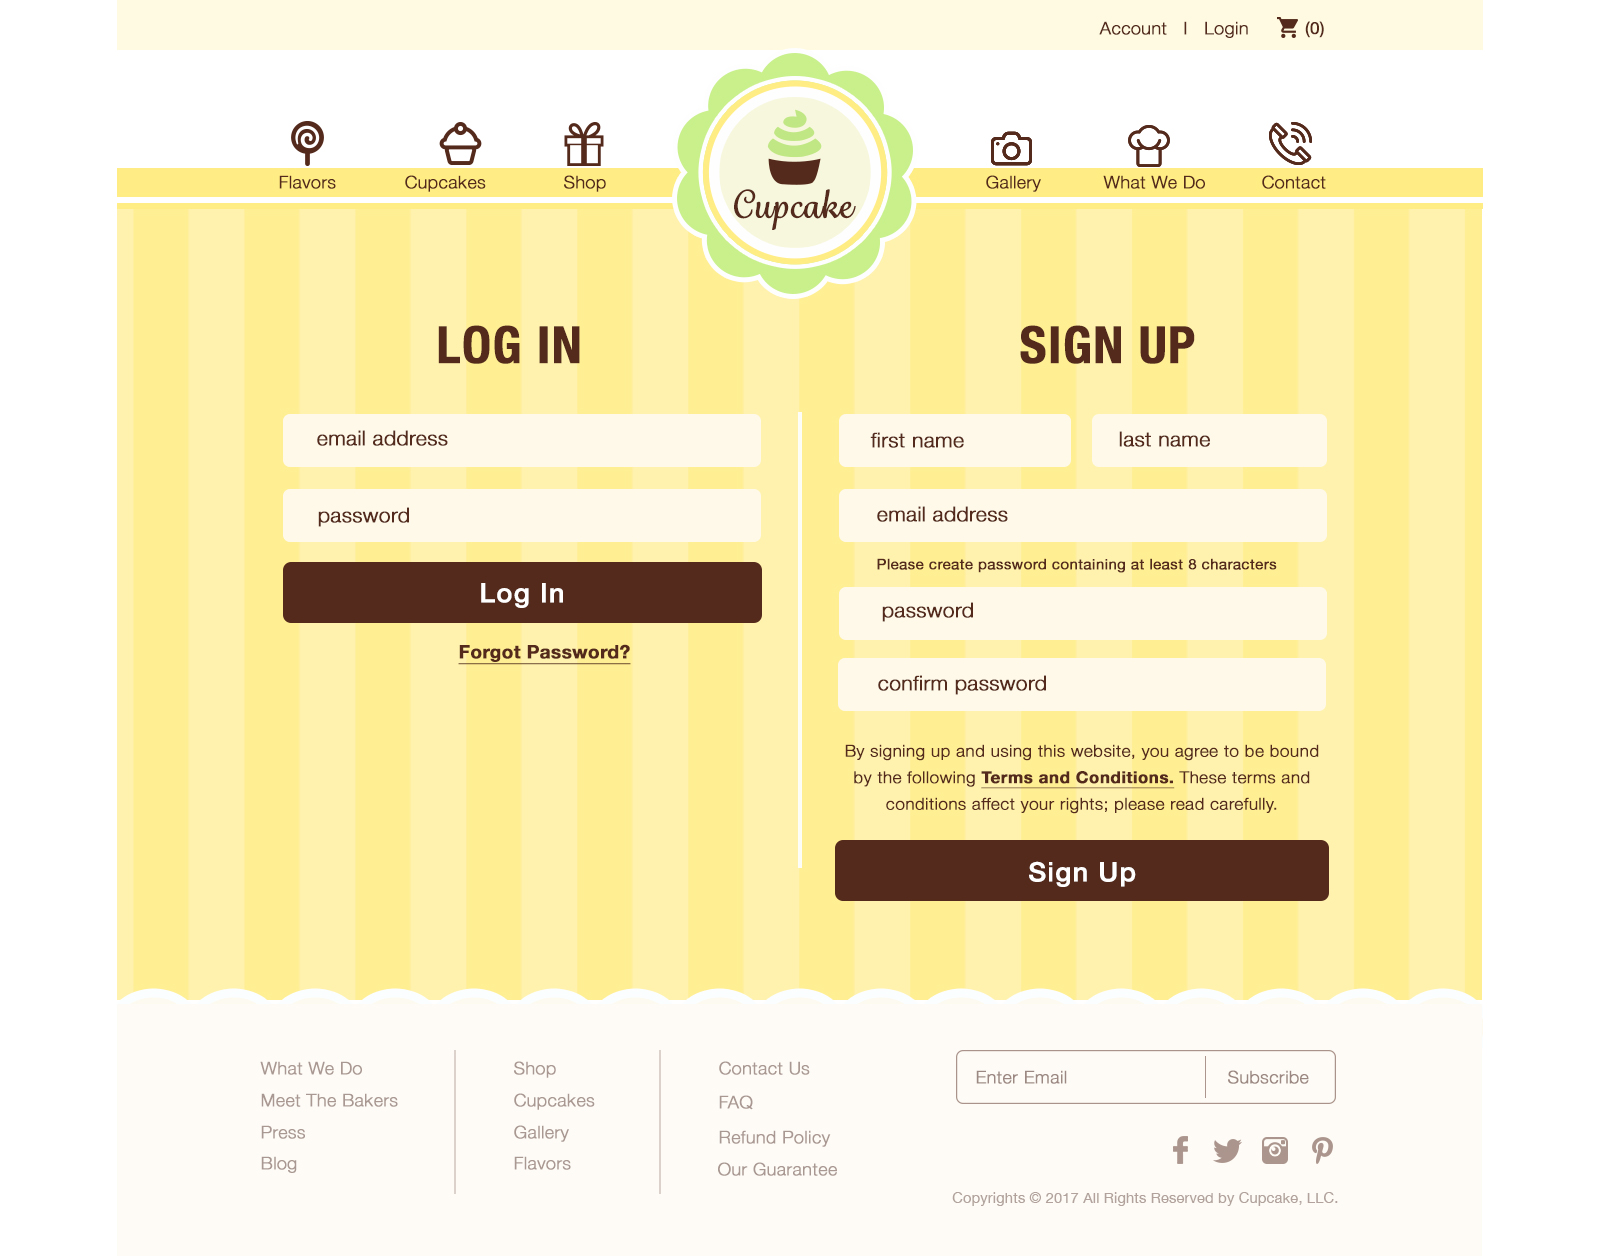 Account | Login (0)
Flavors Cupcakes Shop Gallery What We Do Contact
Cupcake
LOG IN
email address
password
Log In
Forgot Password?
SIGN UP
first name last name
email address
Please create password containing at least 8 characters
password
confirm password
By signing up and using this website, you agree to be bound
by the following Terms and Conditions. These terms and
conditions affect your rights; please read carefully.
Sign Up
What We Do
Meet The Bakers
Press
Blog
Shop
Cupcakes
Gallery
Flavors
Contact Us
FAQ
Refund Policy
Our Guarantee
Enter Email Subscribe
Copyrights © 2017 All Rights Reserved by Cupcake, LLC.